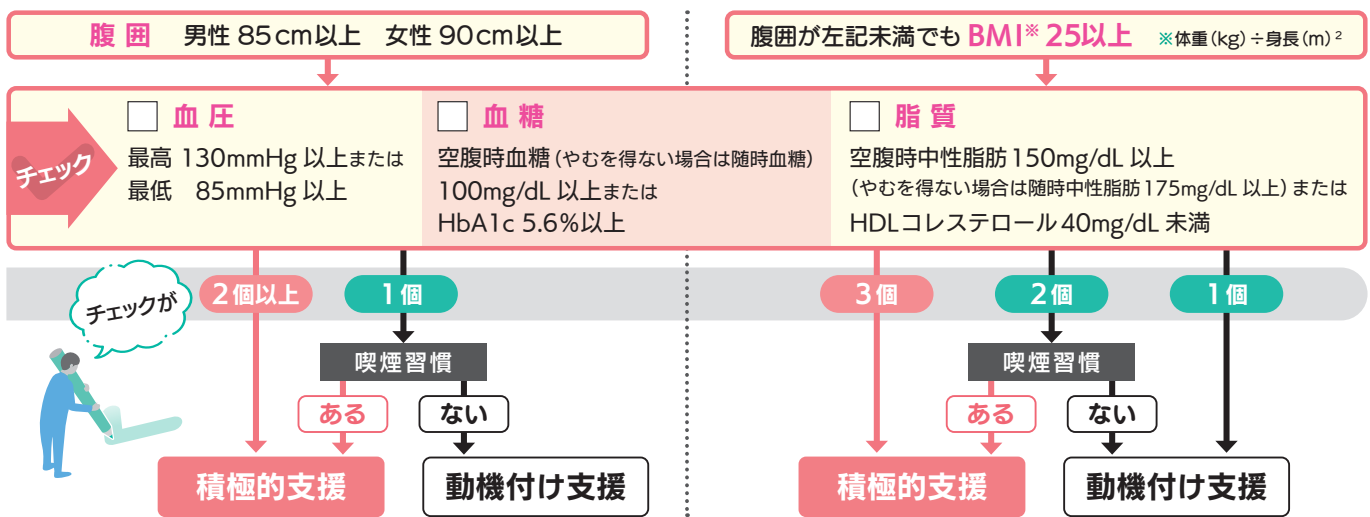 腹囲 男性 85cm以上 女性 90cm以上
腹囲が左記未満でも BMI※ 25以上 ※体重(kg)÷身長(m)²
チェック
血圧
最高 130mmHg 以上または
最低 85mmHg 以上
血糖
空腹時血糖(やむを得ない場合は随時血糖)
100mg/dL 以上または
HbA1c 5.6%以上
脂質
空腹時中性脂肪 150mg/dL 以上
(やむを得ない場合は随時中性脂肪 175mg/dL 以上)または
HDLコレステロール 40mg/dL 未満
チェックが
2個以上
1個
喫煙習慣
ある
ない
積極的支援
動機付け支援
3個
2個
1個
喫煙習慣
ある
ない
積極的支援
動機付け支援